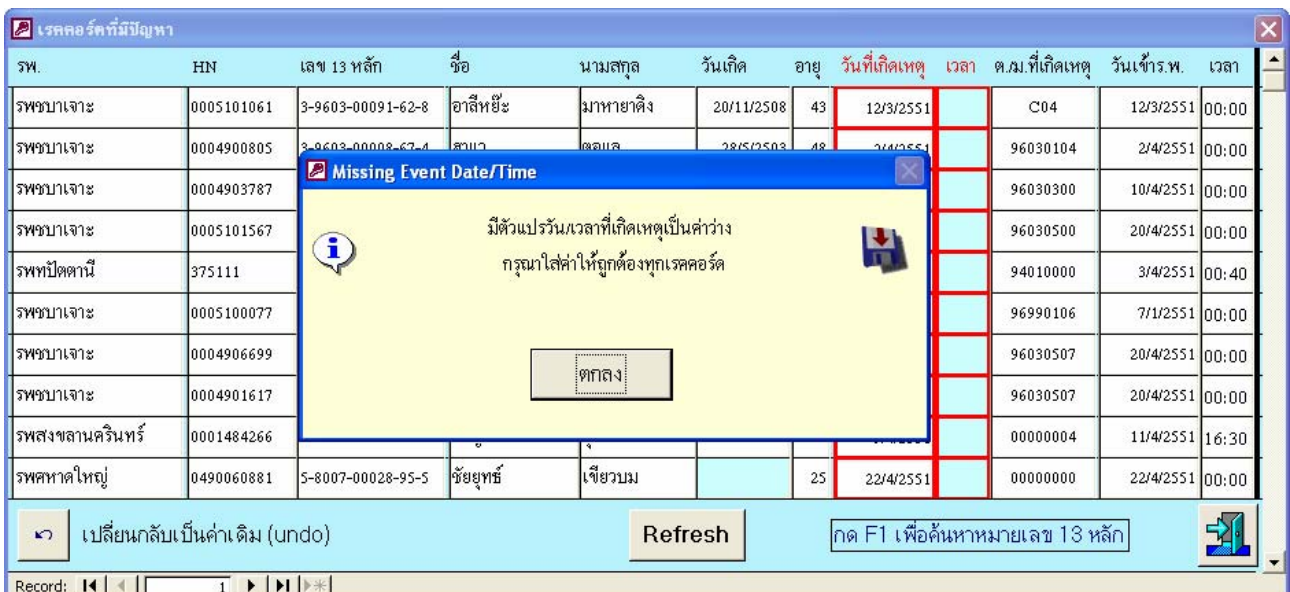 เรคคอร์ดที่มีปัญหา
รพ. HN เลข 13 หลัก ชื่อ นามสกุล วันเกิด อายุ วันที่เกิดเหตุ เวลา ต.ฌ.ที่เกิดเหตุ วันเข้าร.พ. เวลา
รพชบาเจาะ 0005101061 3-9603-00091-62-8 อาลีหยี๊ะ มาหายาดิง 20/11/2508 43 12/3/2551 C04 12/3/2551 00:00
รพชบาเจาะ 0004900805 96030104 2/4/2551 00:00
Missing Event Date/Time
รพชบาเจาะ 0004903787 96030300 10/4/2551 00:00
มีตัวแปรวัน/เวลาที่เกิดเหตุเป็นค่าว่าง
รพชบาเจาะ 0005101567 96030500 20/4/2551 00:00
กรุณาใส่ค่าให้ถูกต้องทุกเรคคอร์ด
รพทปัตตานี 375111 94010000 3/4/2551 00:40
รพชบาเจาะ 0005100077 96990106 7/1/2551 00:00
รพชบาเจาะ 0004906699 96030507 20/4/2551 00:00
ตกลง
รพชบาเจาะ 0004901617 96030507 20/4/2551 00:00
รพสงขลานครินทร์ 0001484266 00000004 11/4/2551 16:30
รพศหาดใหญ่ 0490060881 5-8007-00028-95-5 ชัยยุทธ์ เขียวบม 25 22/4/2551 00000000 22/4/2551 00:00
เปลี่ยนกลับเป็นค่าเดิม (undo) Refresh กด F1 เพื่อค้นหาหมายเลข 13 หลัก
Record: 1